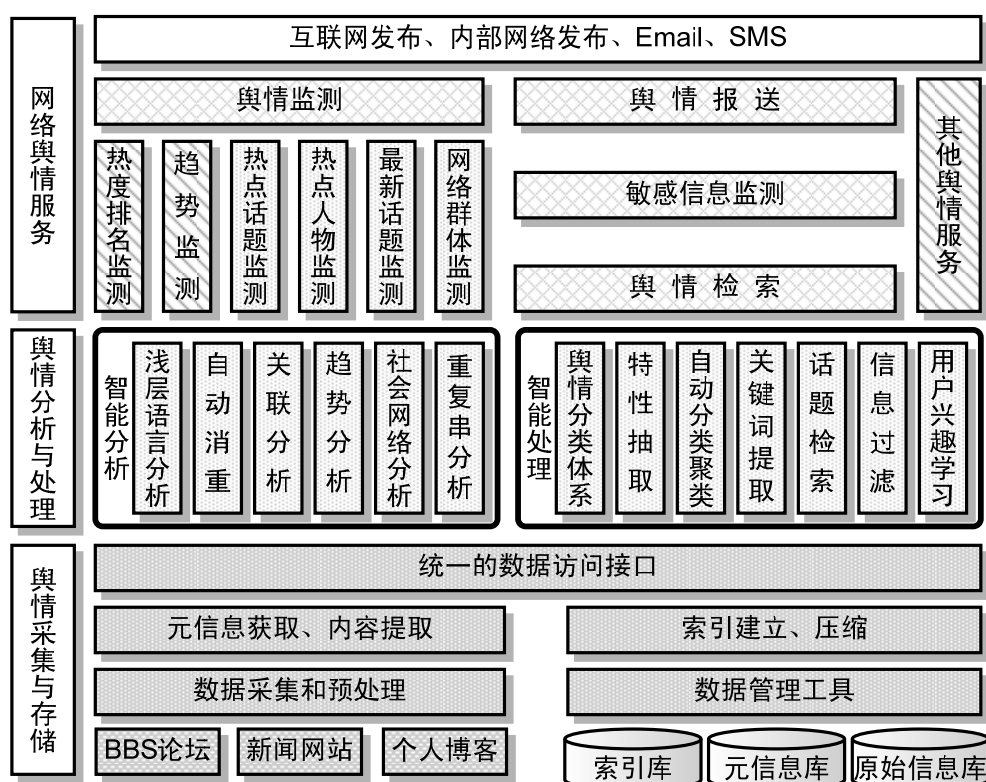 网络舆情服务
互联网发布、内部网络发布、Email、SMS
舆情监测
热度排名监测
趋势监测
热点话题监测
热点人物监测
最新话题监测
网络群体监测
舆情报送
敏感信息监测
舆情检索
其他舆情服务
舆情分析与处理
智能分析
浅层语言分析
自动消重
关联分析
趋势分析
社会网络分析
重复串分析
智能处理
舆情分类体系
特性抽取
自动分类聚类
关键词提取
话题检索
信息过滤
用户兴趣学习
舆情采集与存储
统一的数据访问接口
元信息获取、内容提取
索引建立、压缩
数据采集和预处理
数据管理工具
BBS论坛
新闻网站
个人博客
索引库
元信息库
原始信息库